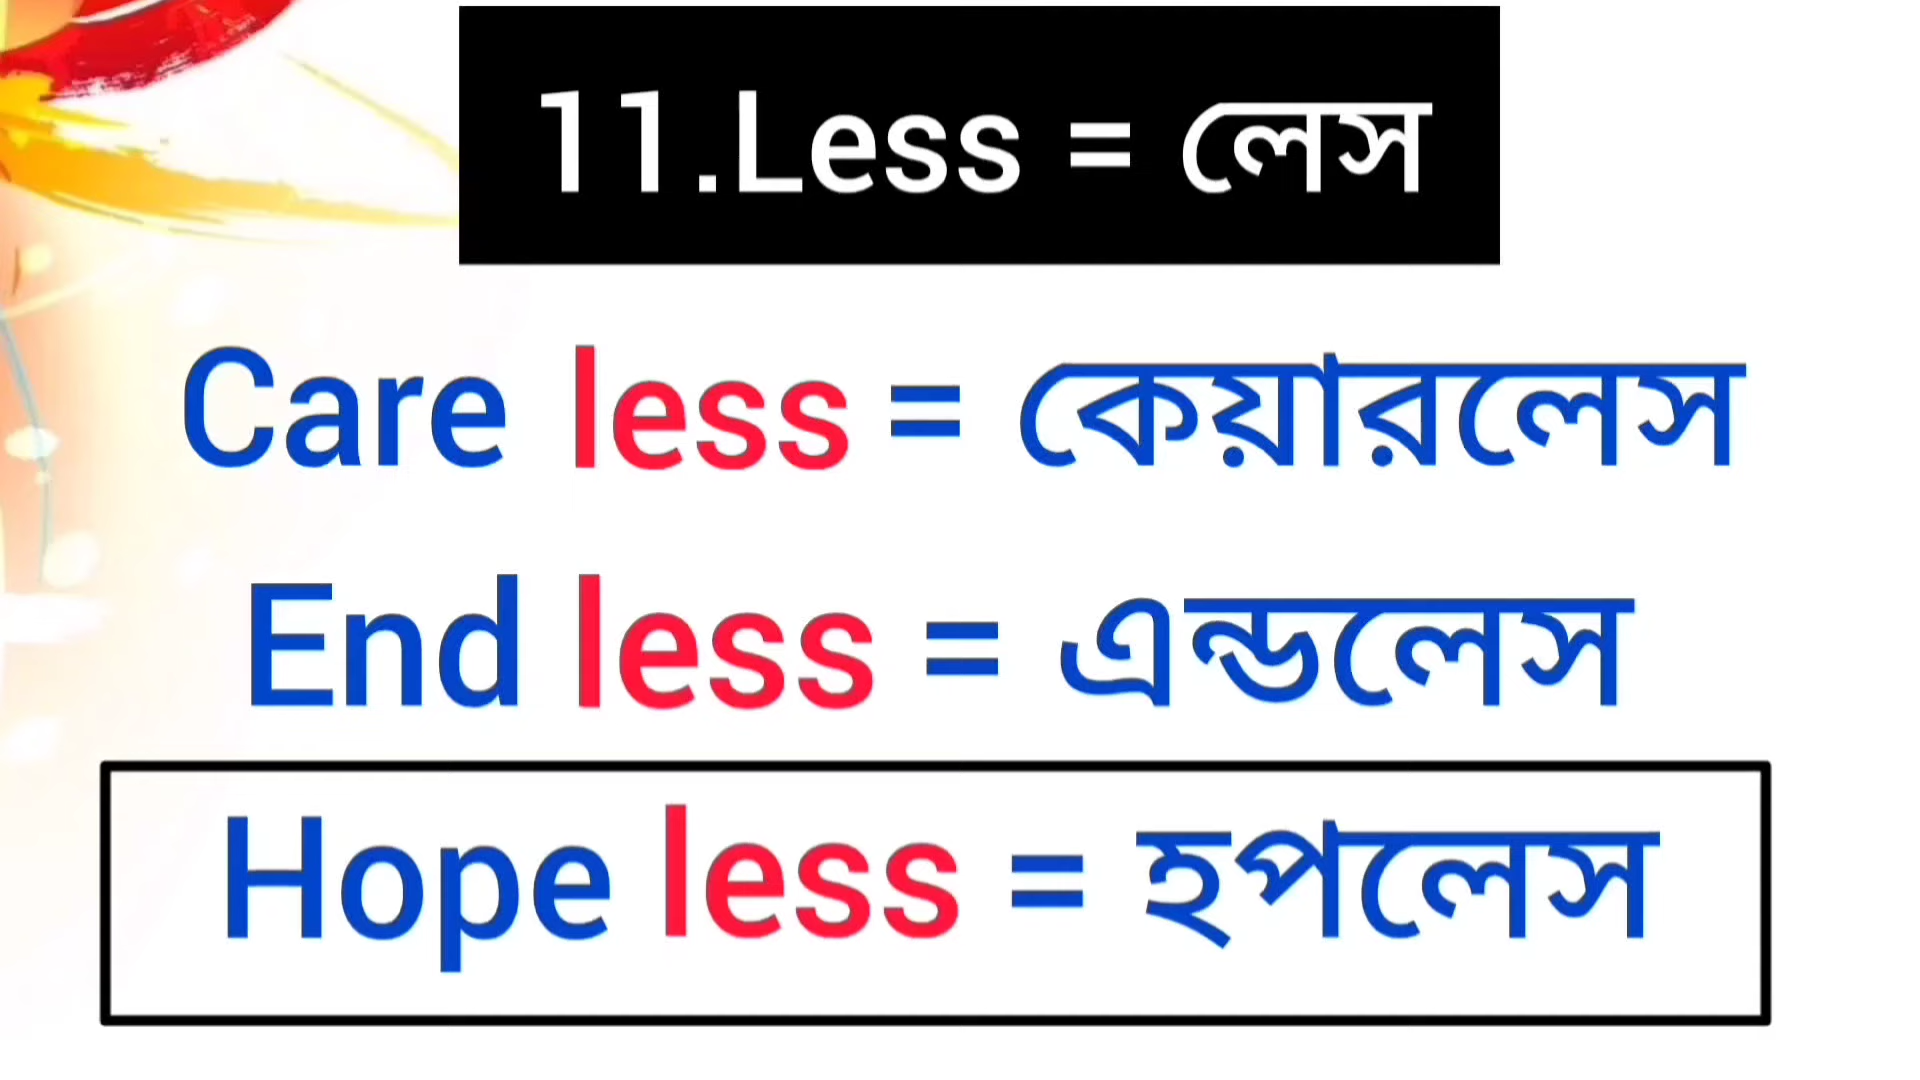 11.Less = লেস
Care less = কেয়ারলেস
End less = এন্ডলেস
Hope less = হপলেস